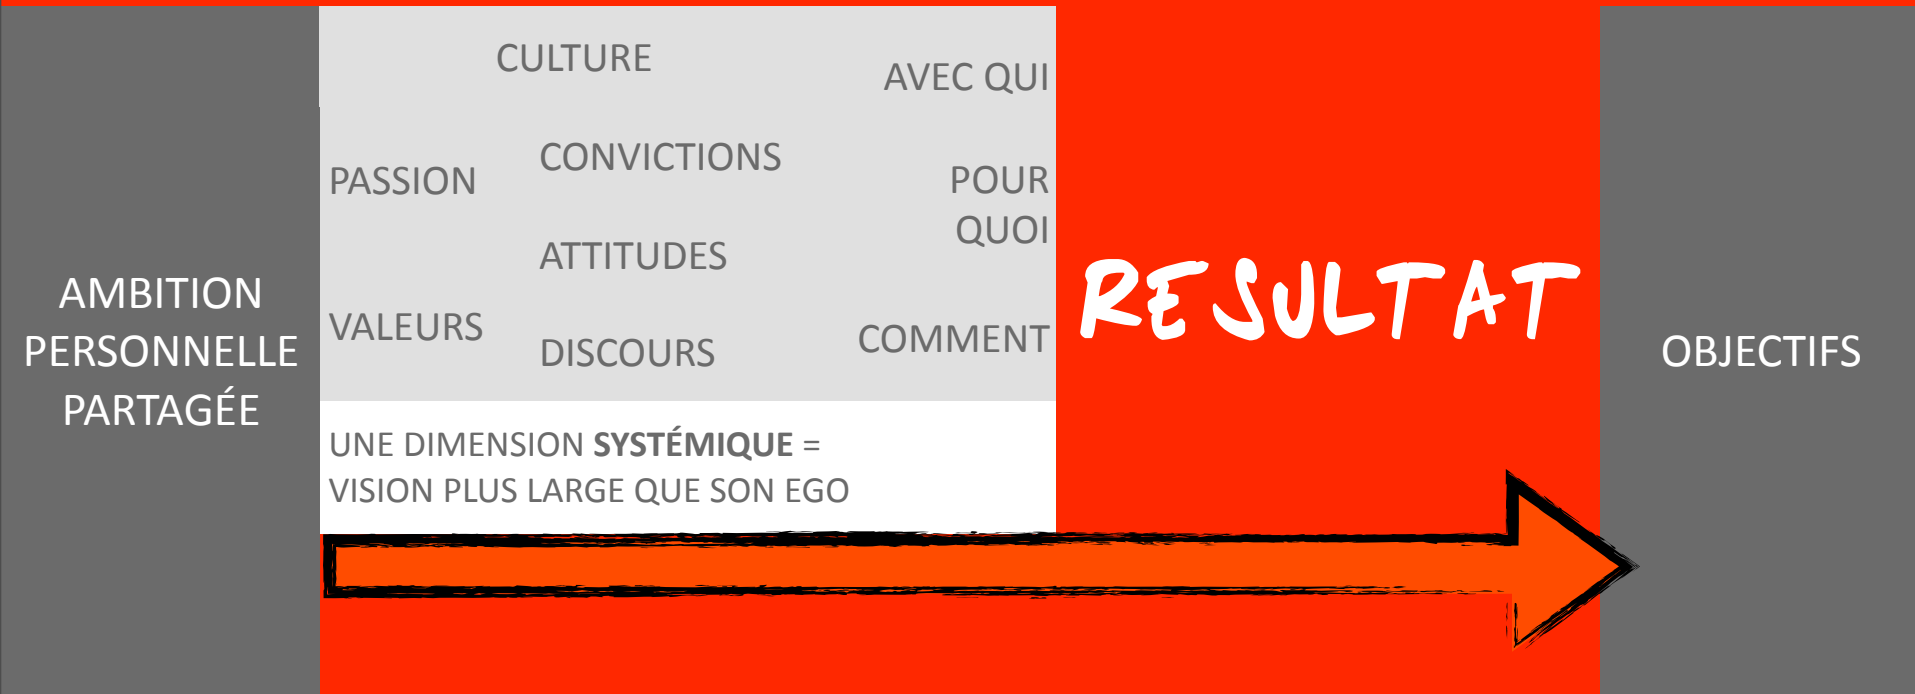 AMBITION
PERSONNELLE
PARTAGÉE
CULTURE
PASSION
VALEURS
CONVICTIONS
ATTITUDES
DISCOURS
AVEC QUI
POUR
QUOI
COMMENT
UNE DIMENSION SYSTÉMIQUE =
VISION PLUS LARGE QUE SON EGO
RESULTAT
OBJECTIFS